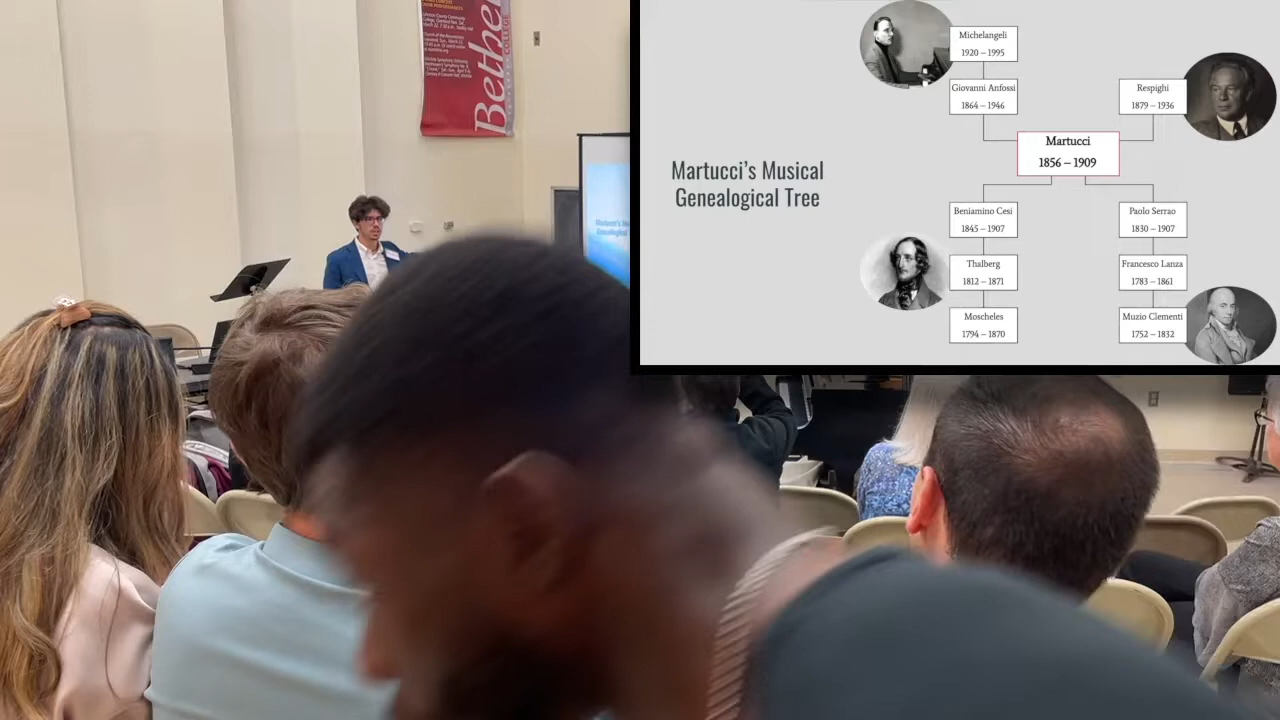 Bethel
COLLEGE
Martucci's Musical
Genealogical Tree
Michelangeli
1920 – 1995
Giovanni Anfossi
1864 – 1946
Respighi
1879 – 1936
Martucci
1856 – 1909
Beniamino Cesi
1845 – 1907
Thalberg
1812 – 1871
Moscheles
1794 – 1870
Paolo Serrao
1830 – 1907
Francesco Lanza
1783 – 1861
Muzio Clementi
1752 – 1832